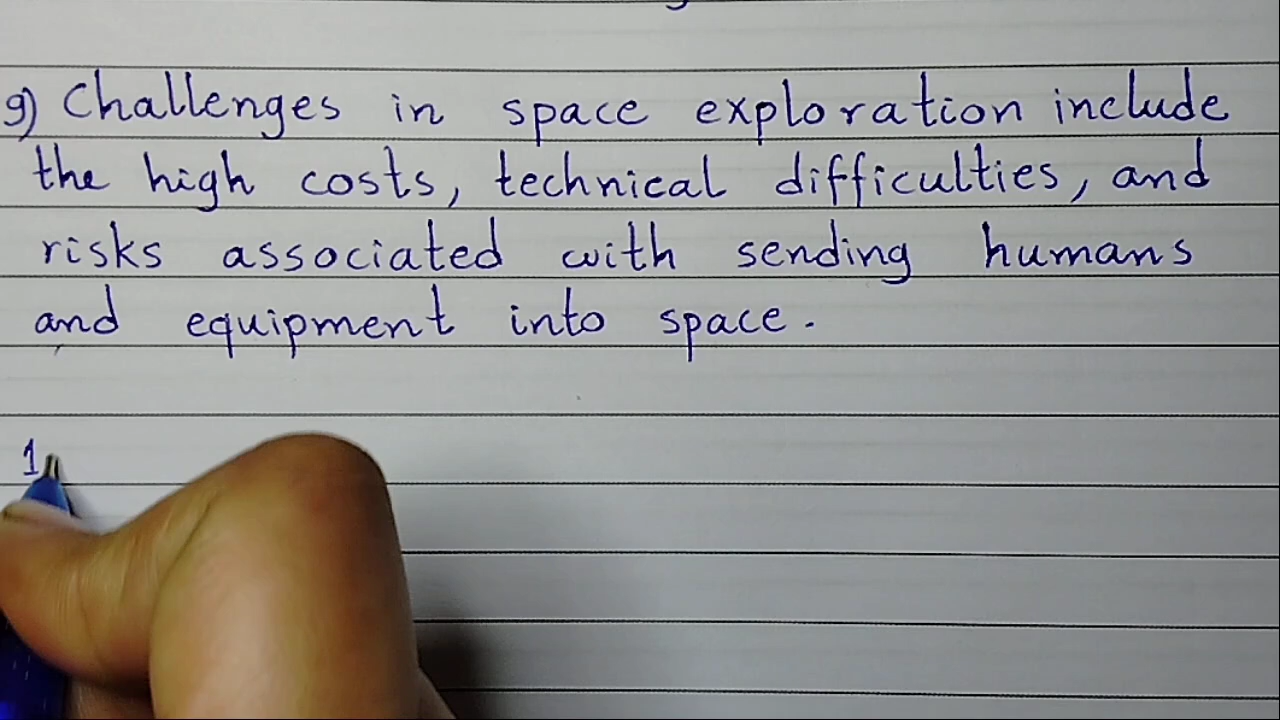 9) Challenges in space exploration include
the high costs, technical difficulties, and
risks associated with sending humans
and equipment into space.
1